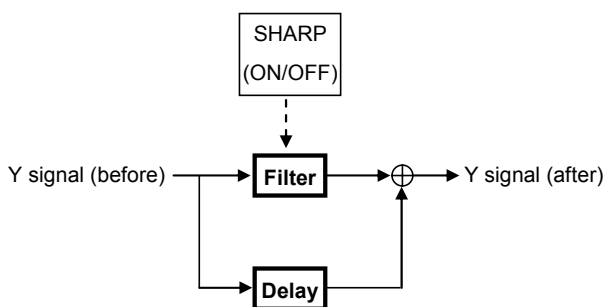 SHARP
(ON/OFF)
Y signal (before)
Filter
Y signal (after)
Delay